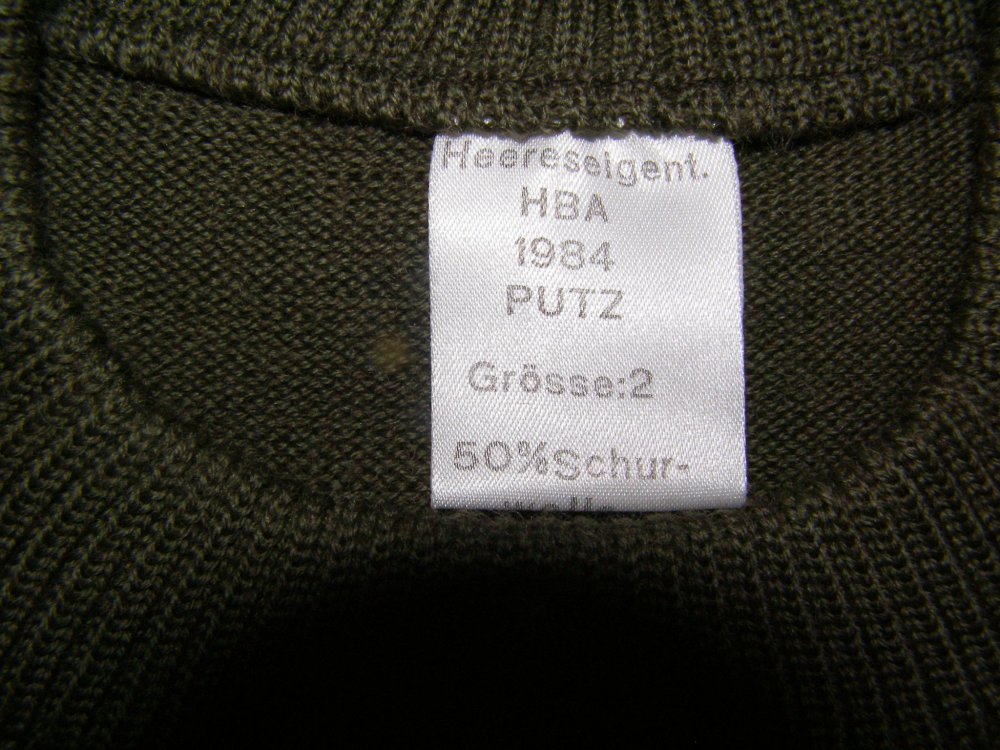 Heereseigent.
HBA
1984
PUTZ
Grösse:2
50%Schur-